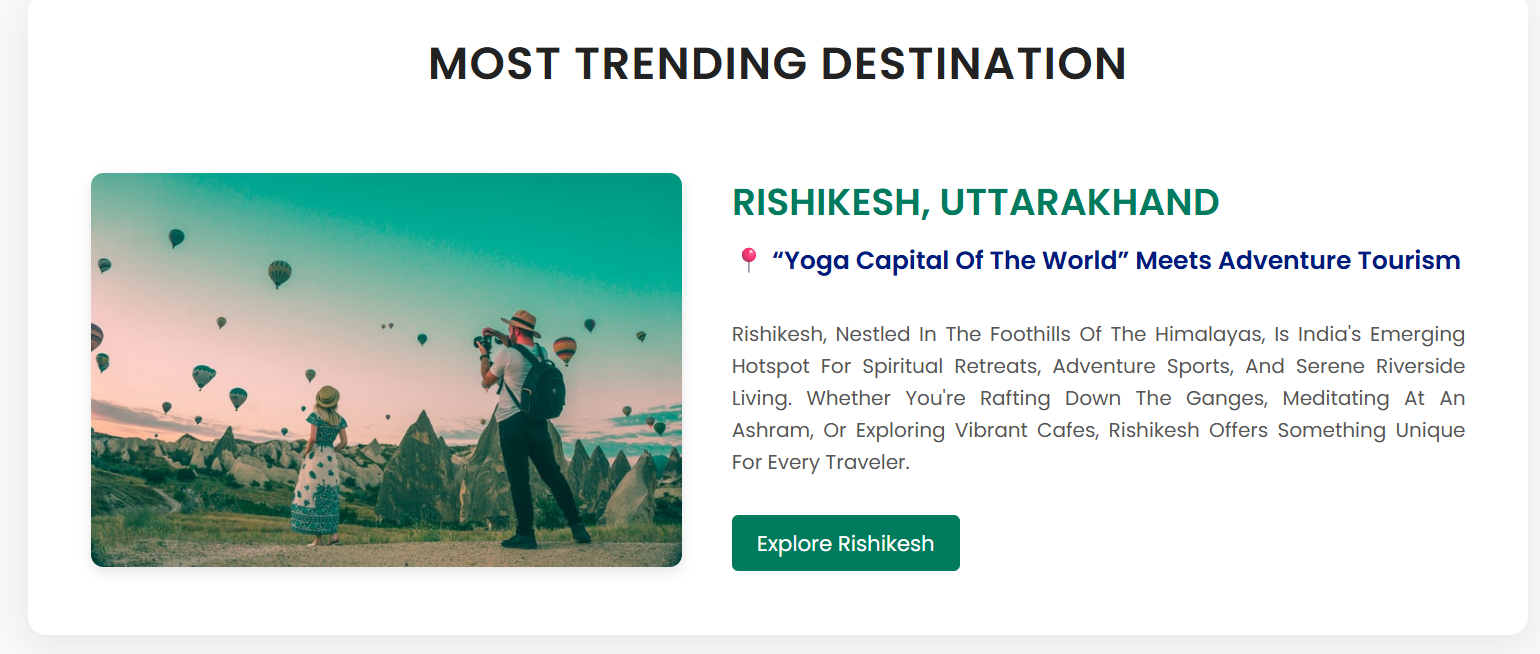 MOST TRENDING DESTINATION
RISHIKESH, UTTARAKHAND
📍 “Yoga Capital Of The World” Meets Adventure Tourism
Rishikesh, Nestled In The Foothills Of The Himalayas, Is India's Emerging
Hotspot For Spiritual Retreats, Adventure Sports, And Serene Riverside
Living. Whether You're Rafting Down The Ganges, Meditating At An
Ashram, Or Exploring Vibrant Cafes, Rishikesh Offers Something Unique
For Every Traveler.
Explore Rishikesh